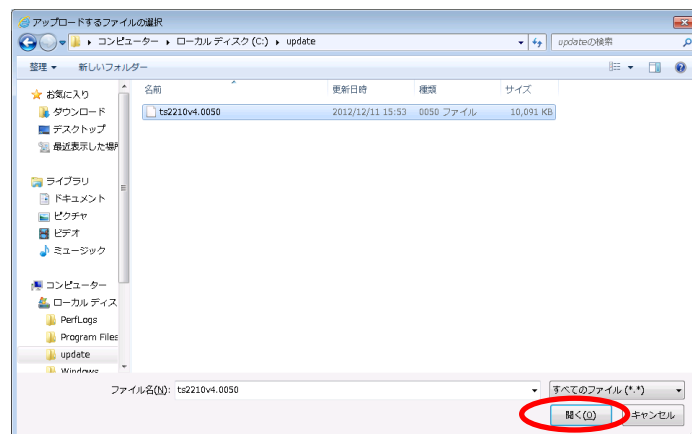 アップロードするファイルの選択
コンピューター ローカル ディスク (C:) update updateの検索
整理 新しいフォルダー
お気に入り
ダウンロード
デスクトップ
最近表示した場所
ライブラリ
ドキュメント
ピクチャ
ビデオ
ミュージック
コンピューター
ローカル ディス
PerfLogs
Program Files
update
Windows
名前 更新日時 種類 サイズ
ts2210v4.0050 2012/12/11 15:53 0050 ファイル 10,091 KB
ファイル名(N): ts2210v4.0050 すべてのファイル (*.*)
開く(O) キャンセル